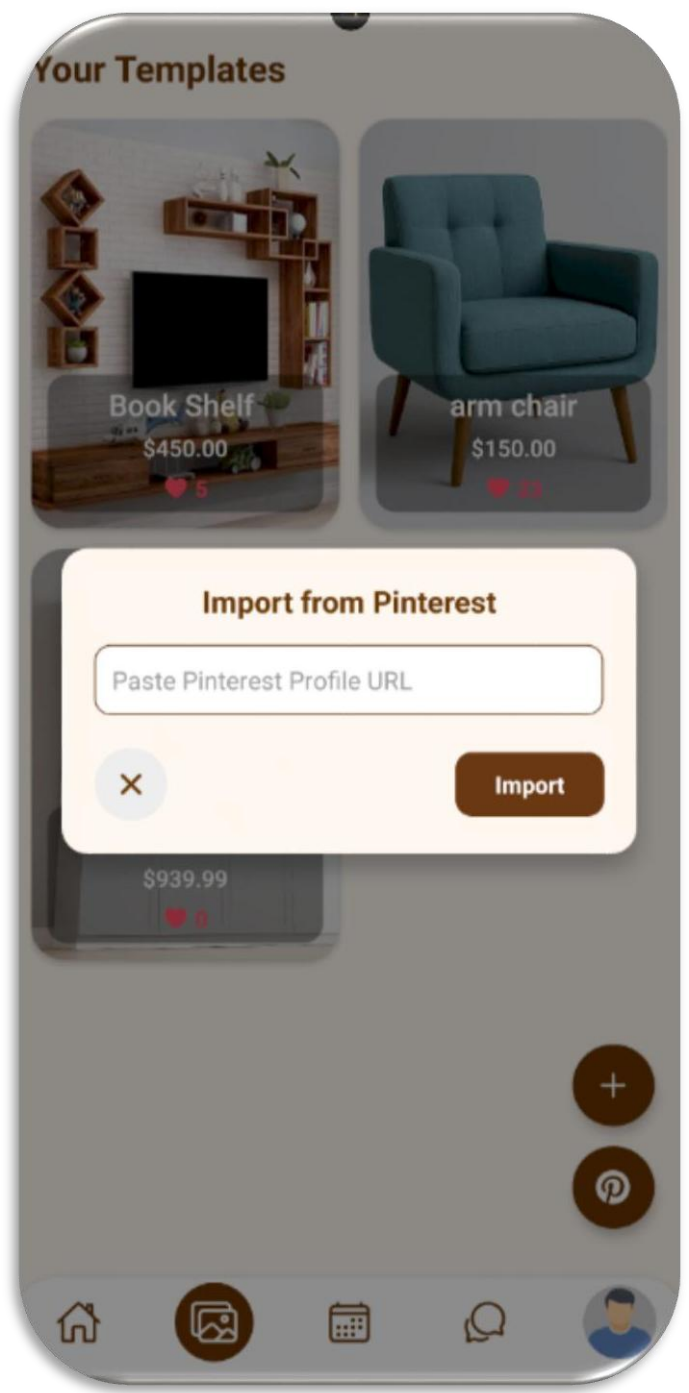 Your Templates
Book Shelf
$450.00
5
arm chair
$150.00
Import from Pinterest
Paste Pinterest Profile URL
Import
$939.99
0